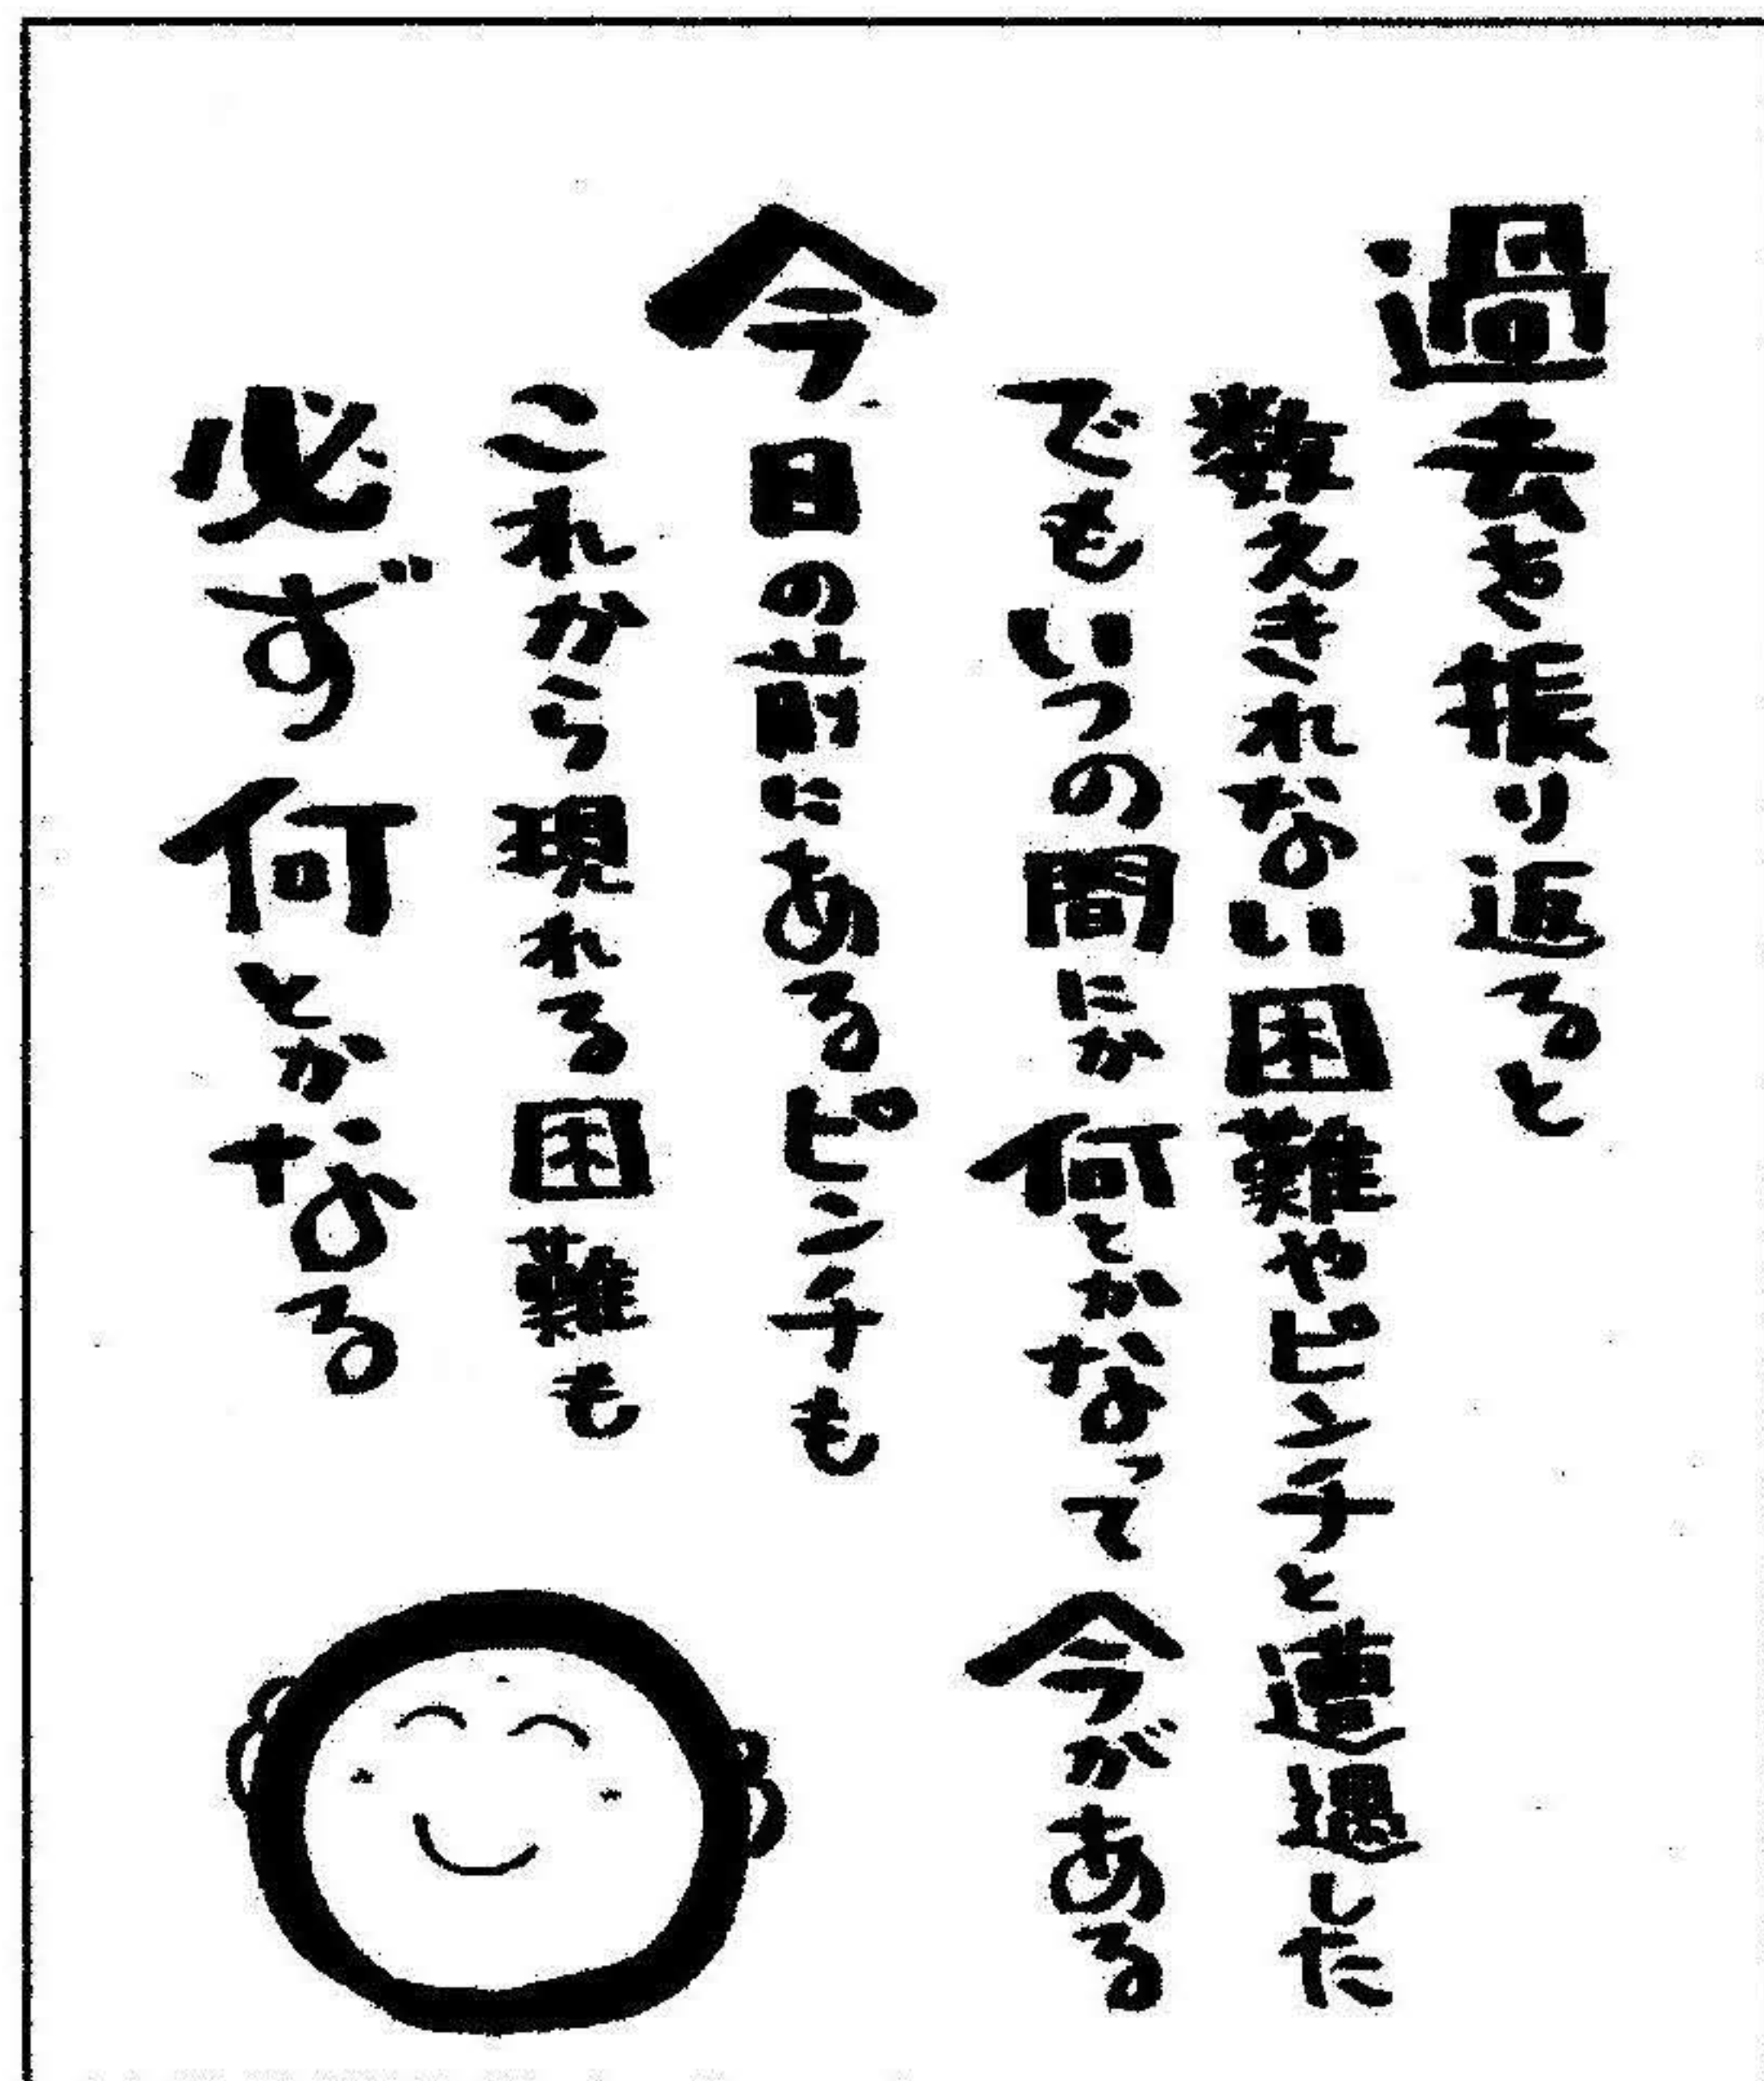 過去を振り返ると
数えきれない困難やピンチと遭遇した
でもいつの間にか何とかなって今がある
今日の前にあるピンチも
これから現れる困難も
必ず何とかなる